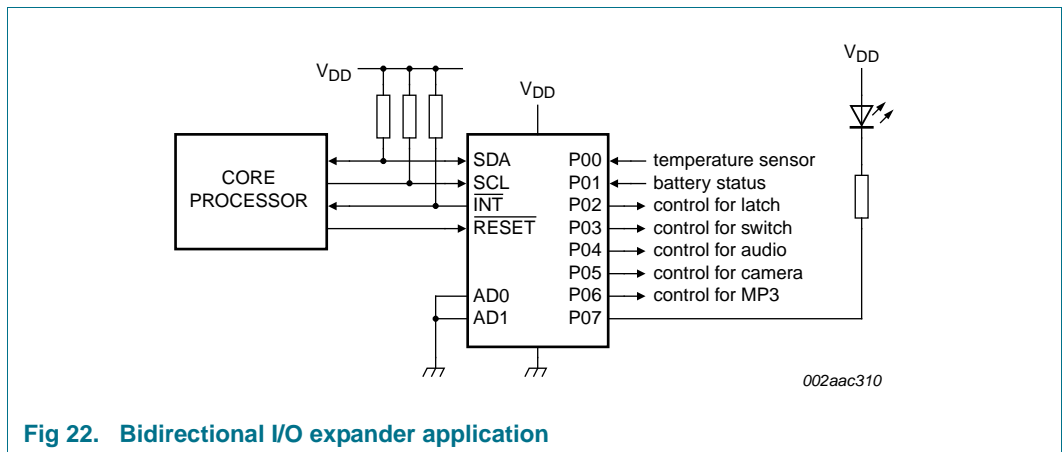 VDD
VDD
VDD
CORE
PROCESSOR
SDA
SCL
INT
RESET
AD0
AD1
P00
P01
P02
P03
P04
P05
P06
P07
temperature sensor
battery status
control for latch
control for switch
control for audio
control for camera
control for MP3
002aac310
Fig 22. Bidirectional I/O expander application